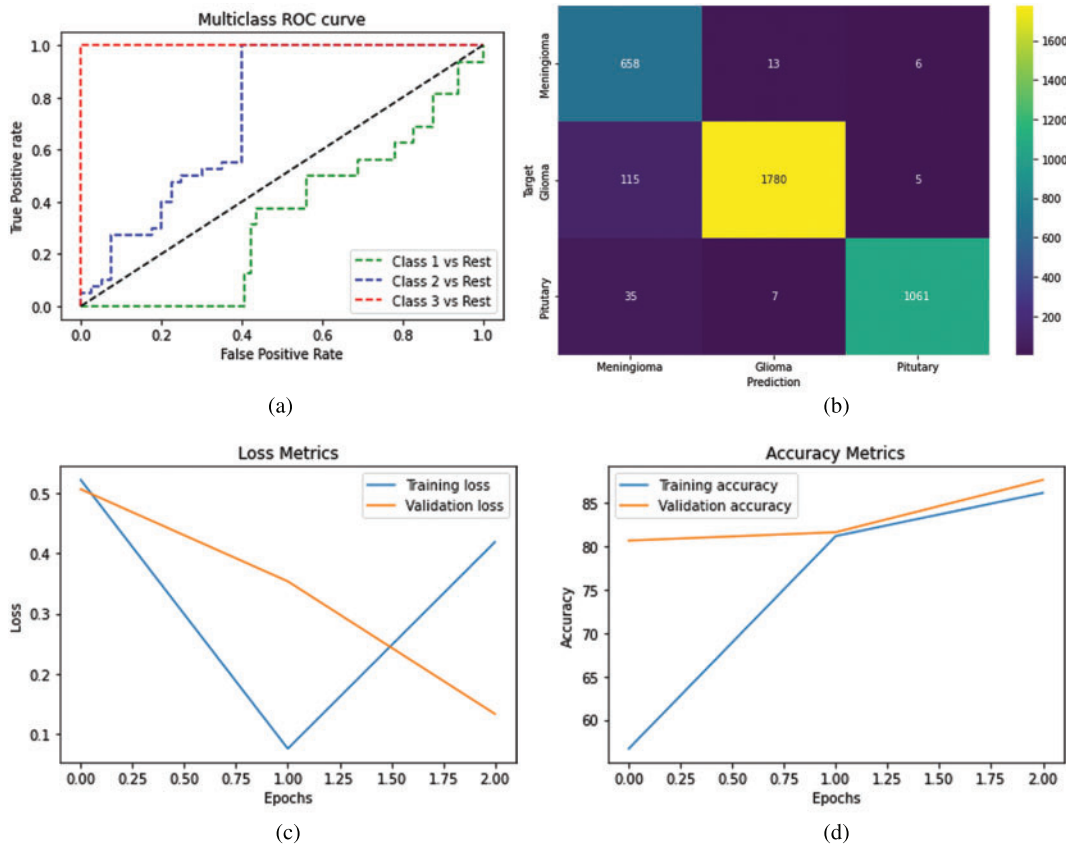 Multiclass ROC curve
True Positive rate
1.0
0.8
0.6
0.4
0.2
0.0
Class 1 vs Rest
Class 2 vs Rest
Class 3 vs Rest
0.0 0.2 0.4 0.6 0.8 1.0
False Positive Rate
(a)
Target
Meningioma
Glioma
Pitutary
658 13 6
115 1780 5
35 7 1061
Meningioma Glioma Pitutary
Prediction
1600
1400
1200
1000
800
600
400
200
(b)
Loss Metrics
Loss
0.5
0.4
0.3
0.2
0.1
Training loss
Validation loss
0.00 0.25 0.50 0.75 1.00 1.25 1.50 1.75 2.00
Epochs
(c)
Accuracy Metrics
Accuracy
85
80
75
70
65
60
Training accuracy
Validation accuracy
0.00 0.25 0.50 0.75 1.00 1.25 1.50 1.75 2.00
Epochs
(d)